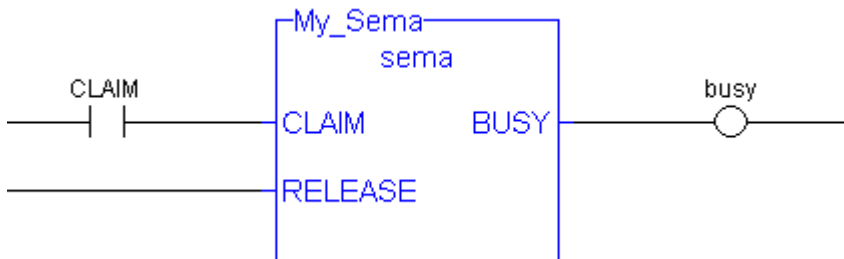 My_Sema
sema
CLAIM
busy
CLAIM
BUSY
RELEASE